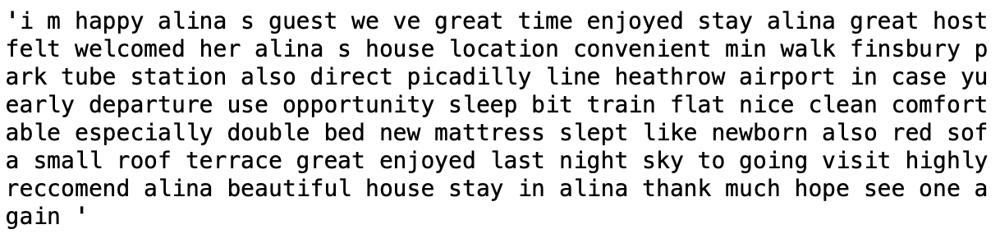 'i m happy alina s guest we ve great time enjoyed stay alina great host
felt welcomed her alina s house location convenient min walk finsbury p
ark tube station also direct picadilly line heathrow airport in case yu
early departure use opportunity sleep bit train flat nice clean comfort
able especially double bed new mattress slept like newborn also red sof
a small roof terrace great enjoyed last night sky to going visit highly
reccomend alina beautiful house stay in alina thank much hope see one a
gain '